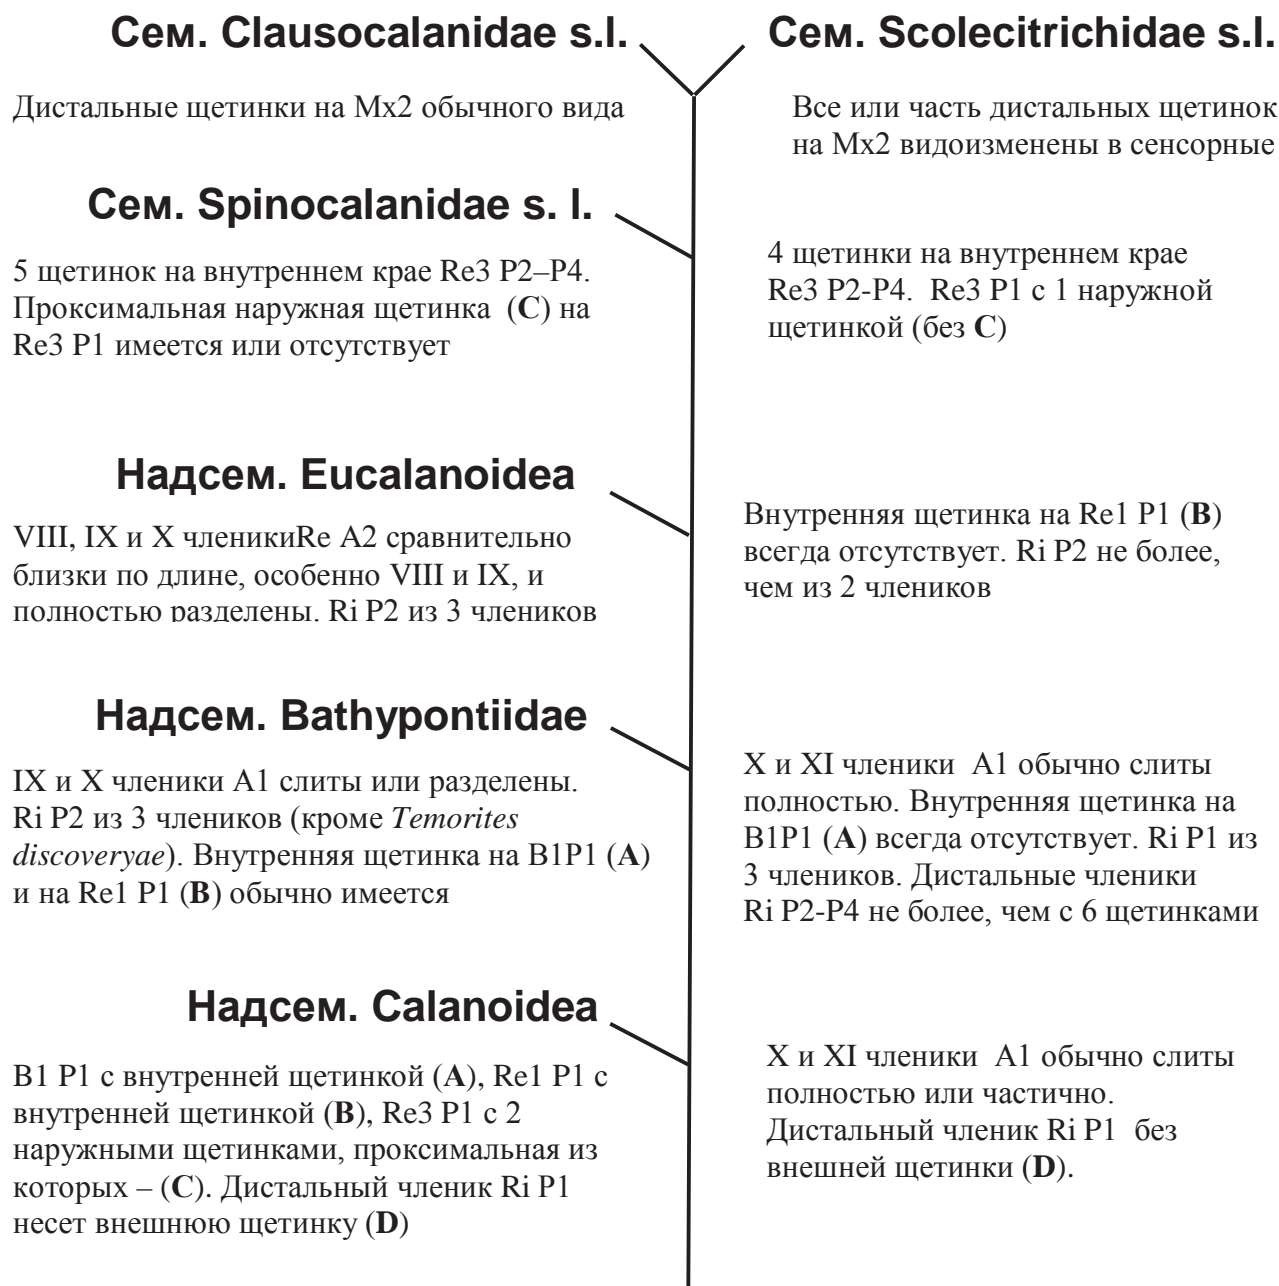 Сем. Clausocalanidae s.l.
Сем. Scolecitrichidae s.l.
Дистальные щетинки на Mx2 обычного вида
Все или часть дистальных щетинок
на Mx2 видоизменены в сенсорные
Сем. Spinocalanidae s. l.
5 щетинок на внутреннем крае Re3 P2–P4.
Проксимальная наружная щетинка (C) на
Re3 P1 имеется или отсутствует
4 щетинки на внутреннем крае
Re3 P2-P4. Re3 P1 с 1 наружной
щетинкой (без C)
Надсем. Eucalanoidea
VIII, IX и X членикиRe A2 сравнительно
близки по длине, особенно VIII и IX, и
полностью разделены. Ri P2 из 3 члеников
Внутренняя щетинка на Re1 P1 (B)
всегда отсутствует. Ri P2 не более,
чем из 2 члеников
Надсем. Bathypontiidae
IX и X членики A1 слиты или разделены.
Ri P2 из 3 члеников (кроме Temorites
discoveryae). Внутренняя щетинка на B1P1 (A)
и на Re1 P1 (B) обычно имеется
X и XI членики A1 обычно слиты
полностью. Внутренняя щетинка на
B1P1 (A) всегда отсутствует. Ri P1 из
3 члеников. Дистальные членики
Ri P2-P4 не более, чем с 6 щетинками
Надсем. Calanoidea
B1 P1 с внутренней щетинкой (A), Re1 P1 с
внутренней щетинкой (B), Re3 P1 с 2
наружными щетинками, проксимальная из
которых – (C). Дистальный членик Ri P1
несет внешнюю щетинку (D)
X и XI членики A1 обычно слиты
полностью или частично.
Дистальный членик Ri P1 без
внешней щетинки (D).